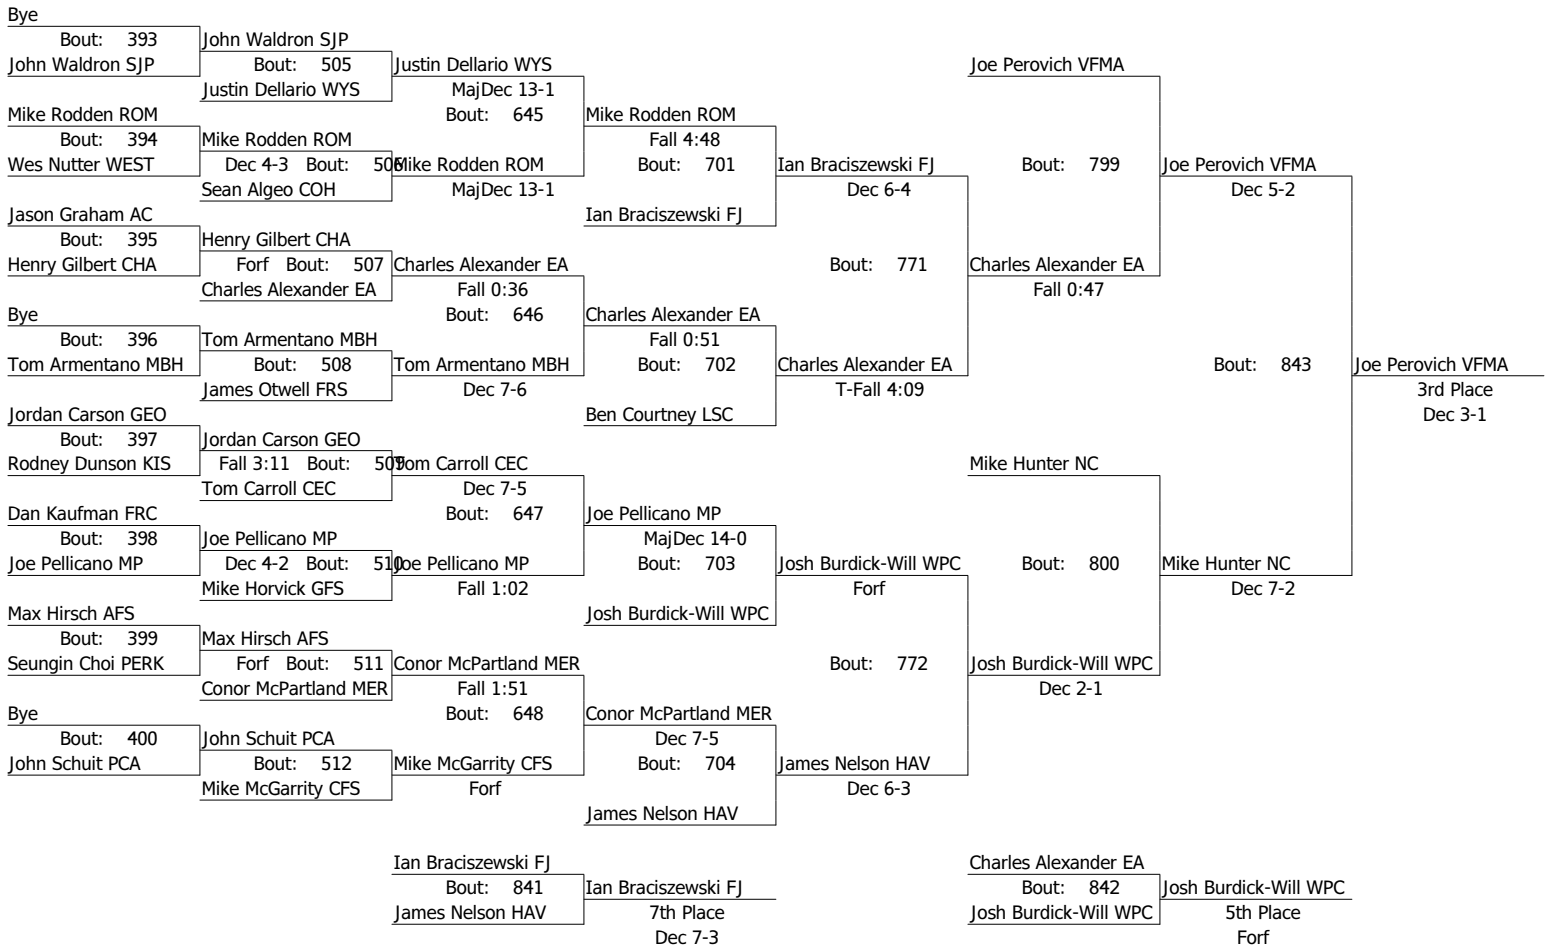 Bye
Bout: 393
John Waldron SJP
Mike Rodden ROM
Bout: 394
Wes Nutter WEST
Jason Graham AC
Bout: 395
Henry Gilbert CHA
Bye
Bout: 396
Tom Armentano MBH
Jordan Carson GEO
Bout: 397
Rodney Dunson KIS
Dan Kaufman FRC
Bout: 398
Joe Pellicano MP
Max Hirsch AFS
Bout: 399
Seungin Choi PERK
Bye
Bout: 400
John Schuit PCA
John Waldron SJP
Bout: 505
Justin Dellario WYS
Mike Rodden ROM
Dec 4-3 Bout: 506
Sean Algeo COH
Henry Gilbert CHA
Forf Bout: 507
Charles Alexander EA
Tom Armentano MBH
Bout: 508
James Otwell FRS
Jordan Carson GEO
Fall 3:11 Bout: 509
Tom Carroll CEC
Joe Pellicano MP
Dec 4-2 Bout: 510
Mike Horvick GFS
Max Hirsch AFS
Forf Bout: 511
Conor McPartland MER
John Schuit PCA
Bout: 512
Mike McGarrity CFS
Justin Dellario WYS
MajDec 13-1
Bout: 645
Mike Rodden ROM
MajDec 13-1
Charles Alexander EA
Fall 0:36
Bout: 646
Tom Armentano MBH
Dec 7-6
Tom Carroll CEC
Dec 7-5
Bout: 647
Joe Pellicano MP
Fall 1:02
Conor McPartland MER
Fall 1:51
Bout: 648
Mike McGarrity CFS
Forf
Mike Rodden ROM
Fall 4:48
Bout: 701
Ian Braciszewski FJ
Charles Alexander EA
Fall 0:51
Bout: 702
Ben Courtney LSC
Joe Pellicano MP
MajDec 14-0
Bout: 703
Josh Burdick-Will WPC
Conor McPartland MER
Dec 7-5
Bout: 704
James Nelson HAV
Ian Braciszewski FJ
Dec 6-4
Bout: 771
Charles Alexander EA
T-Fall 4:09
Josh Burdick-Will WPC
Forf
Bout: 772
James Nelson HAV
Dec 6-3
Joe Perovich VFMA
Bout: 799
Charles Alexander EA
Fall 0:47
Mike Hunter NC
Bout: 800
Josh Burdick-Will WPC
Dec 2-1
Joe Perovich VFMA
Dec 5-2
Bout: 843
Mike Hunter NC
Dec 7-2
Joe Perovich VFMA
3rd Place
Dec 3-1
Ian Braciszewski FJ
Bout: 841
James Nelson HAV
Ian Braciszewski FJ
7th Place
Dec 7-3
Charles Alexander EA
Bout: 842
Josh Burdick-Will WPC
Josh Burdick-Will WPC
5th Place
Forf